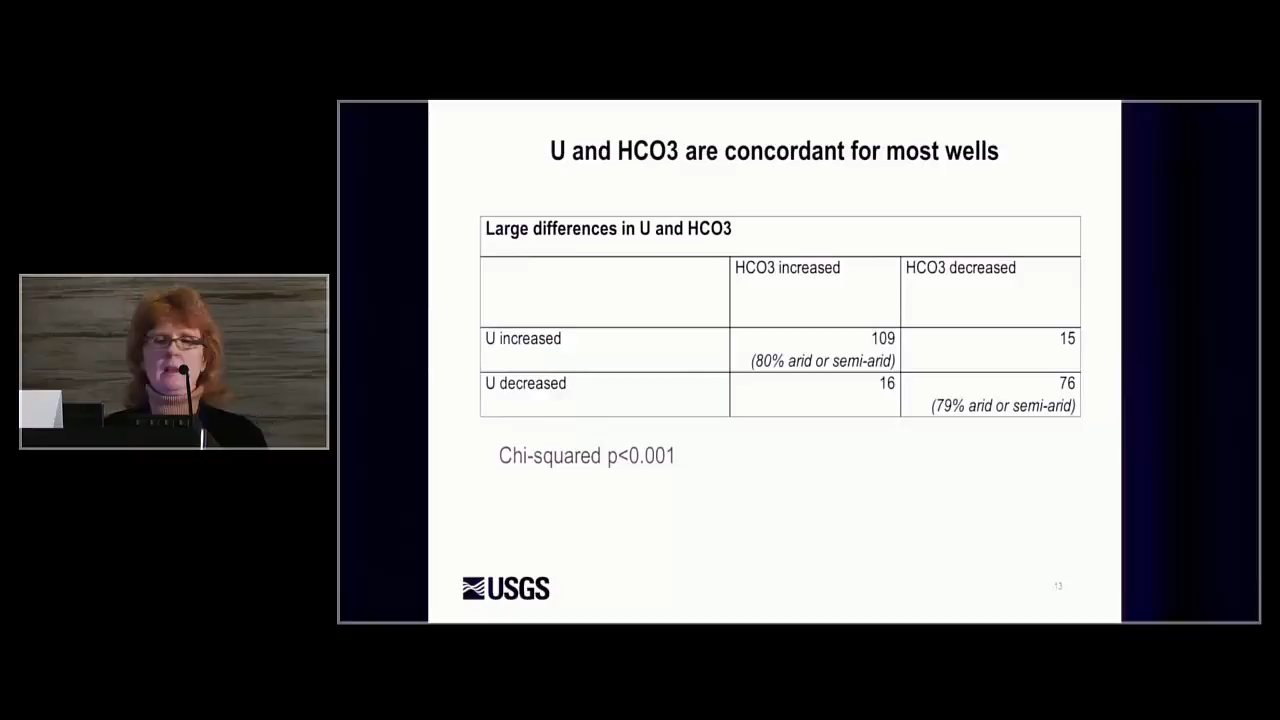 U and HCO3 are concordant for most wells
Large differences in U and HCO3
HCO3 increased HCO3 decreased
U increased 109 15
(80% arid or semi-arid)
U decreased 16 76
(79% arid or semi-arid)
Chi-squared p<0.001
USGS
13